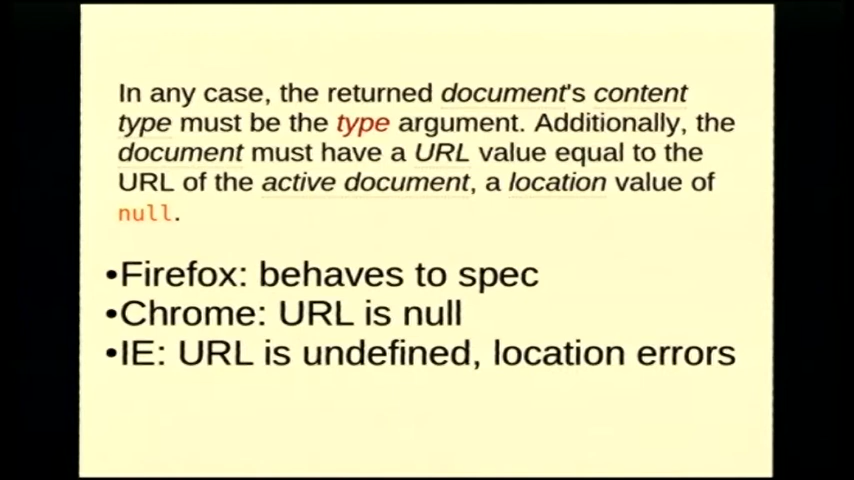 In any case, the returned document's content
type must be the type argument. Additionally, the
document must have a URL value equal to the
URL of the active document, a location value of
null.
•Firefox: behaves to spec
•Chrome: URL is null
•IE: URL is undefined, location errors